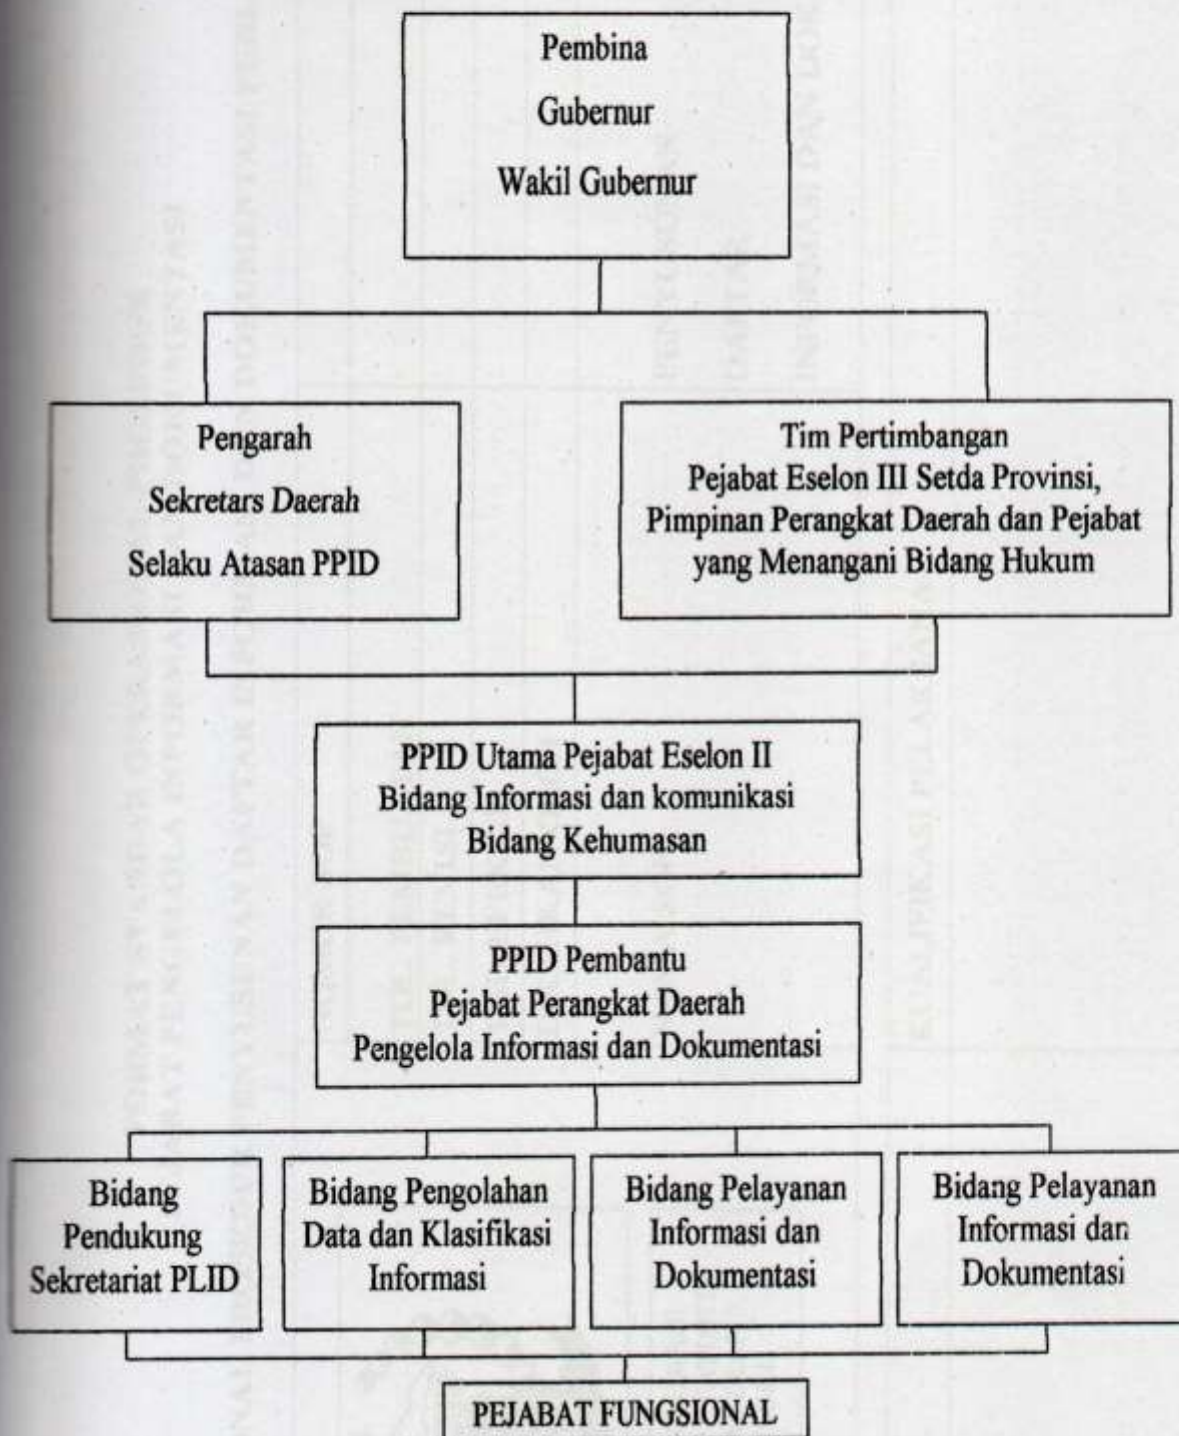 Pembina
Gubernur
Wakil Gubernur
Pengarah
Sekretars Daerah
Selaku Atasan PPID
Tim Pertimbangan
Pejabat Eselon III Setda Provinsi,
Pimpinan Perangkat Daerah dan Pejabat
yang Menangani Bidang Hukum
PPID Utama Pejabat Eselon II
Bidang Informasi dan komunikasi
Bidang Kehumasan
PPID Pembantu
Pejabat Perangkat Daerah
Pengelola Informasi dan Dokumentasi
Bidang
Pendukung
Sekretariat PLID
Bidang Pengolahan
Data dan Klasifikasi
Informasi
Bidang Pelayanan
Informasi dan
Dokumentasi
Bidang Pelayanan
Informasi dan
Dokumentasi
PEJABAT FUNGSIONAL